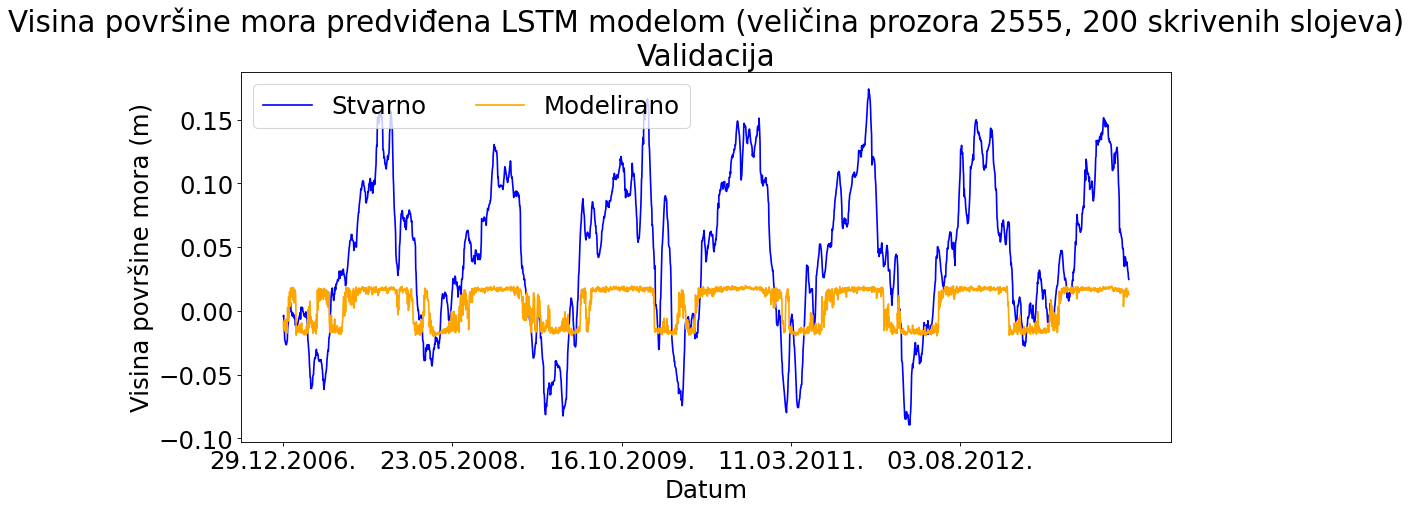 Visina površine mora predviđena LSTM modelom (veličina prozora 2555, 200 skrivenih slojeva)
Validacija
Stvarno Modelirano
Visina površine mora (m)
0.15
0.10
0.05
0.00
−0.05
−0.10
29.12.2006. 23.05.2008. 16.10.2009. 11.03.2011. 03.08.2012.
Datum